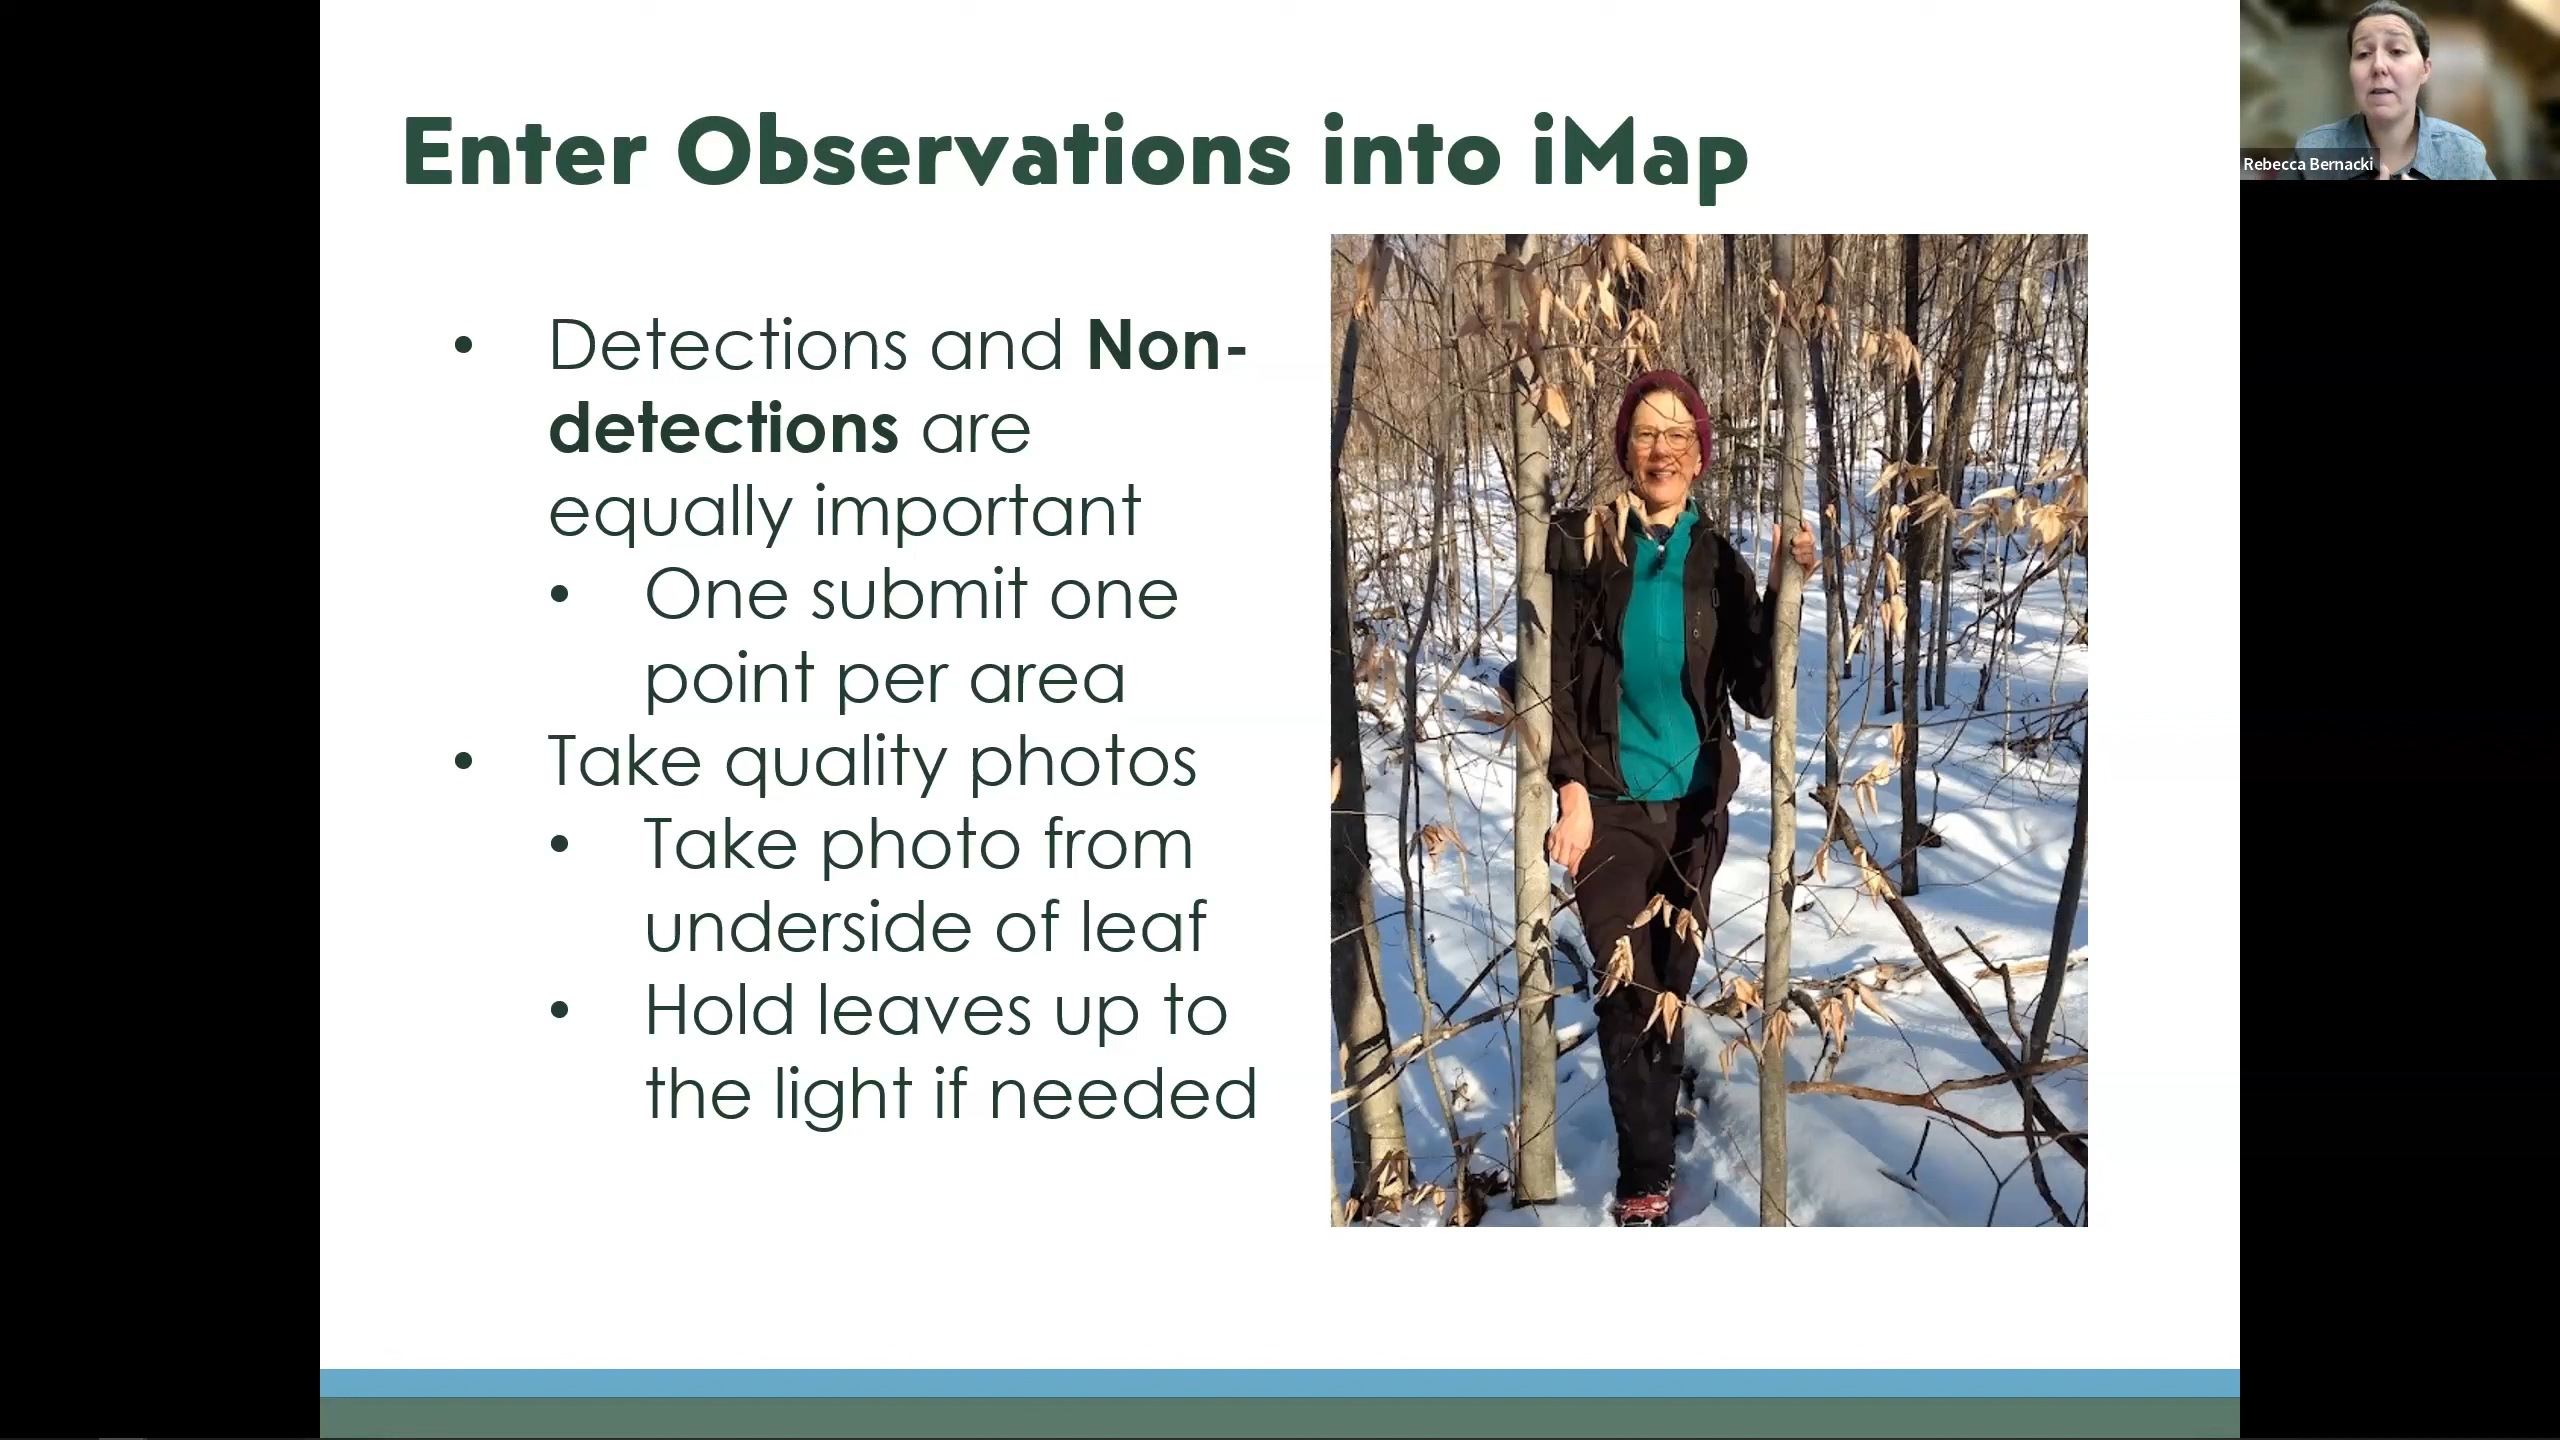 Enter Observations into iMap
• Detections and Non-
detections are
equally important
• One submit one
point per area
• Take quality photos
• Take photo from
underside of leaf
• Hold leaves up to
the light if needed
Rebecca Bernacki